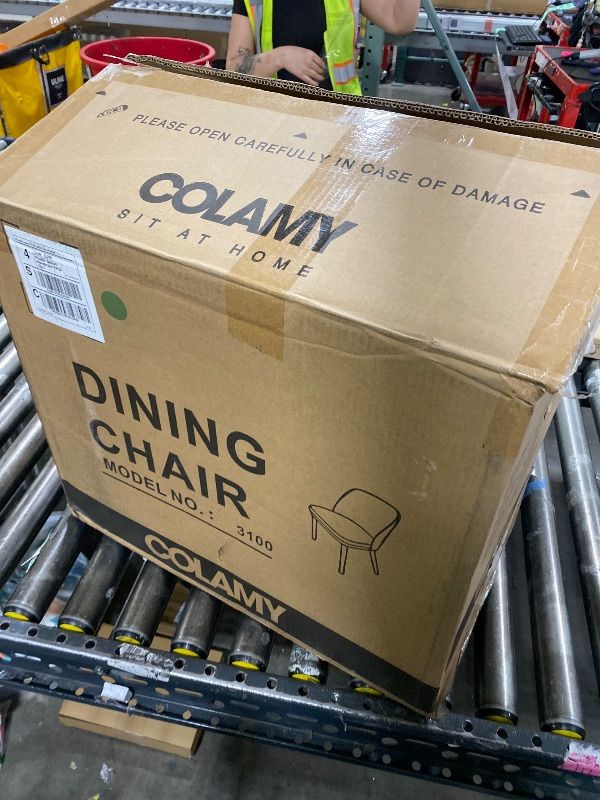 PLEASE OPEN CAREFULLY IN CASE OF DAMAGE
COLAMY
SIT AT HOME
4
S
C
DINING
CHAIR
MODEL NO.: 3100
COLAMY